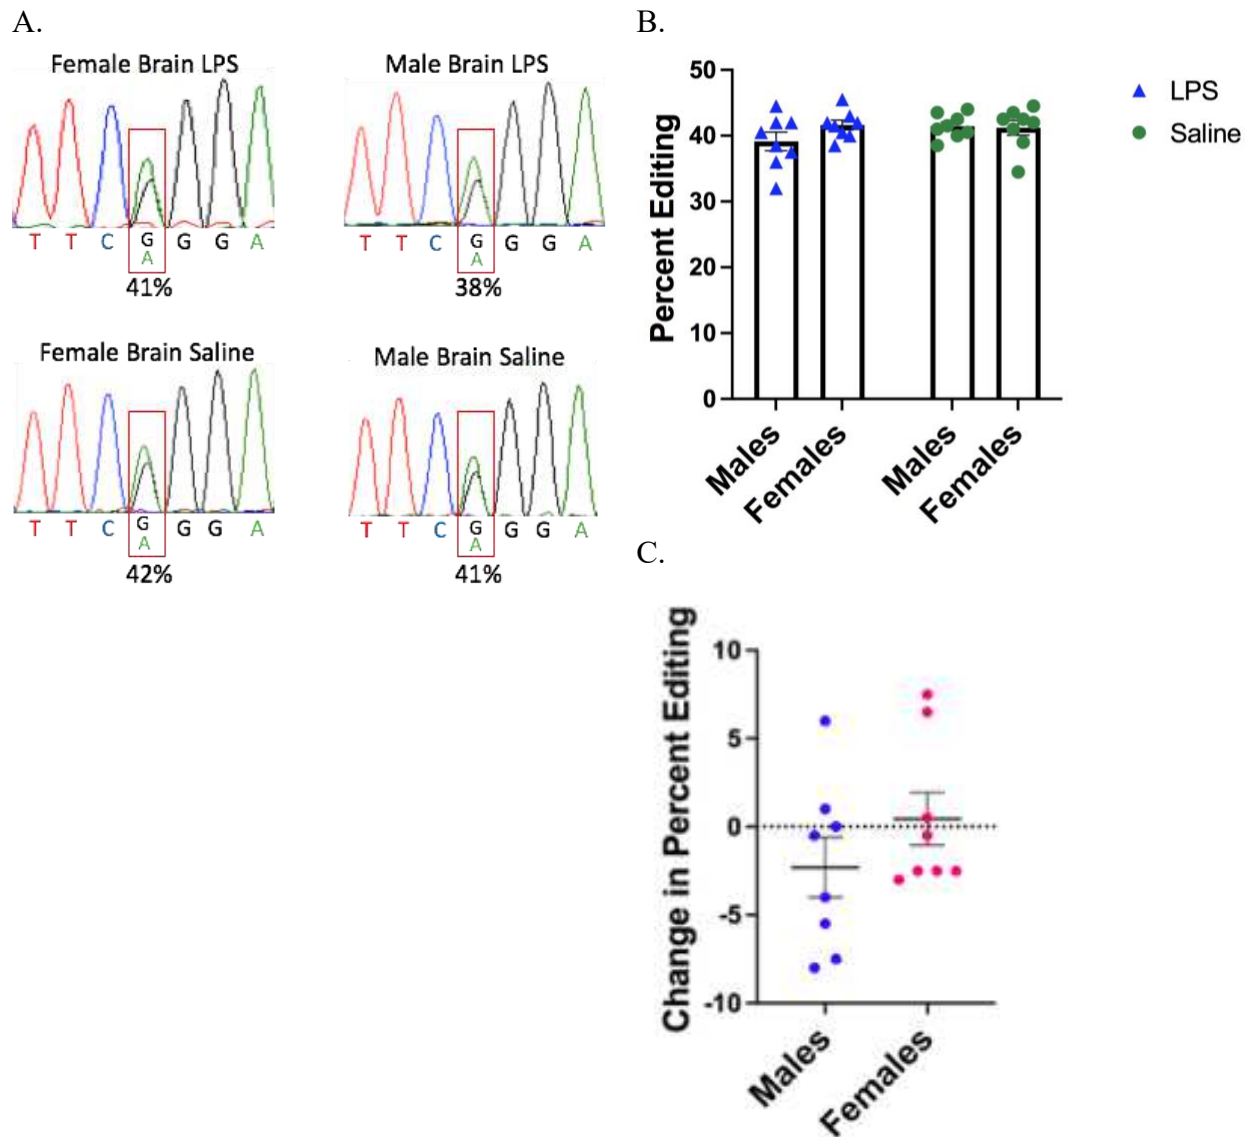 A.
Female Brain LPS
T T C G G G A
A
41%
Male Brain LPS
T T C G G G A
A
38%
Female Brain Saline
T T C G G G A
A
42%
Male Brain Saline
T T C G G G A
A
41%
B.
Percent Editing
50
40
30
20
10
0
Males
Females
Males
Females
LPS
Saline
C.
Change in Percent Editing
10
5
0
-5
-10
Males
Females